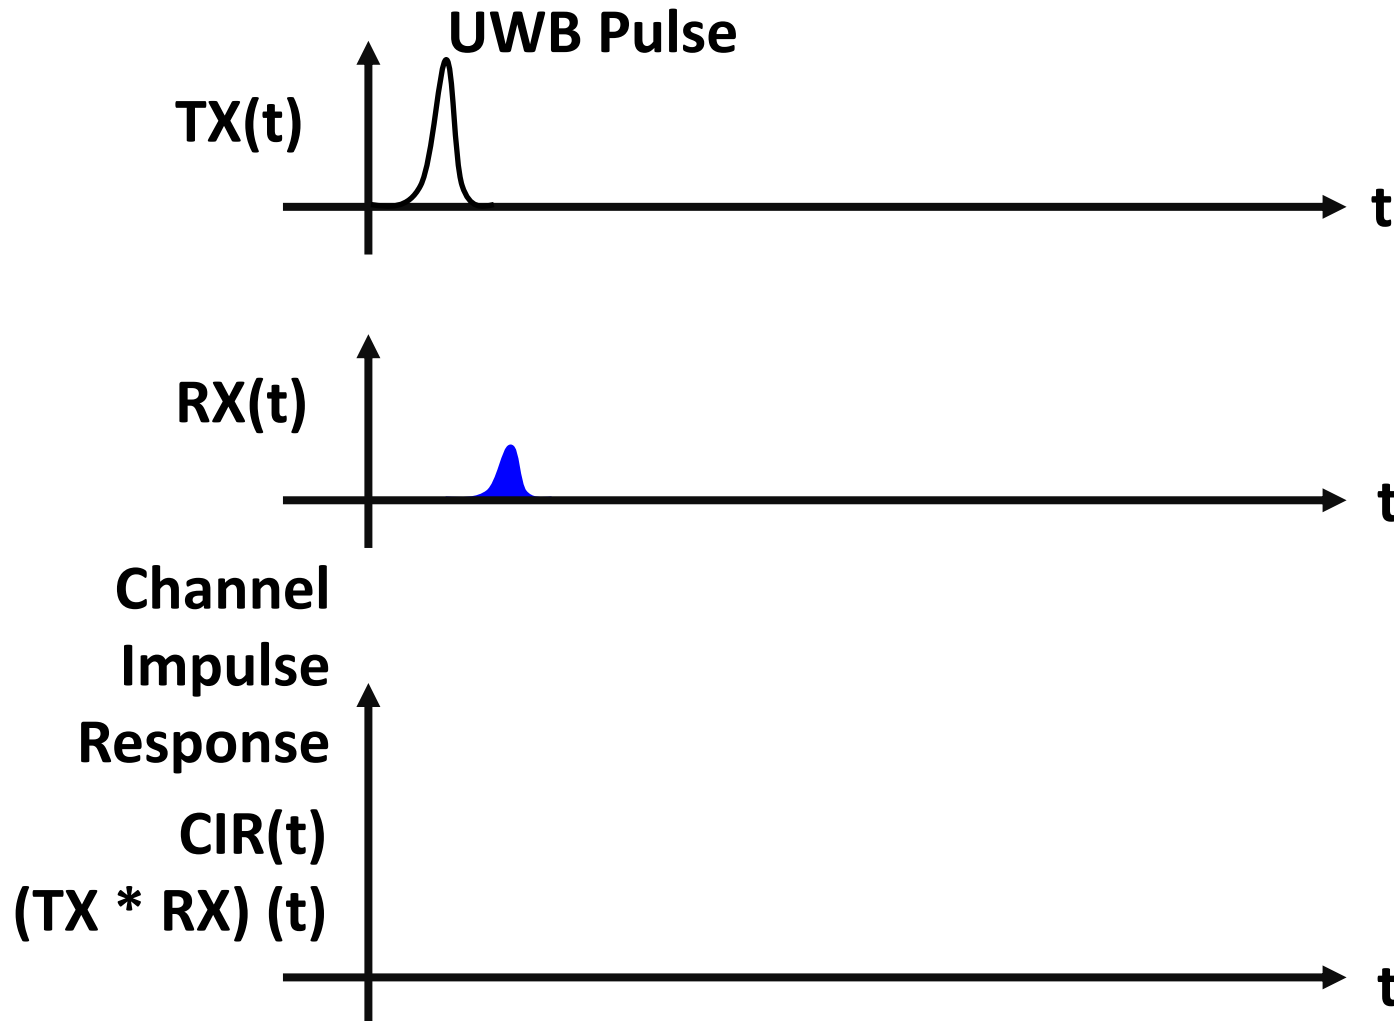 UWB Pulse
TX(t)
t
RX(t)
t
Channel
Impulse
Response
CIR(t)
(TX * RX) (t)
t